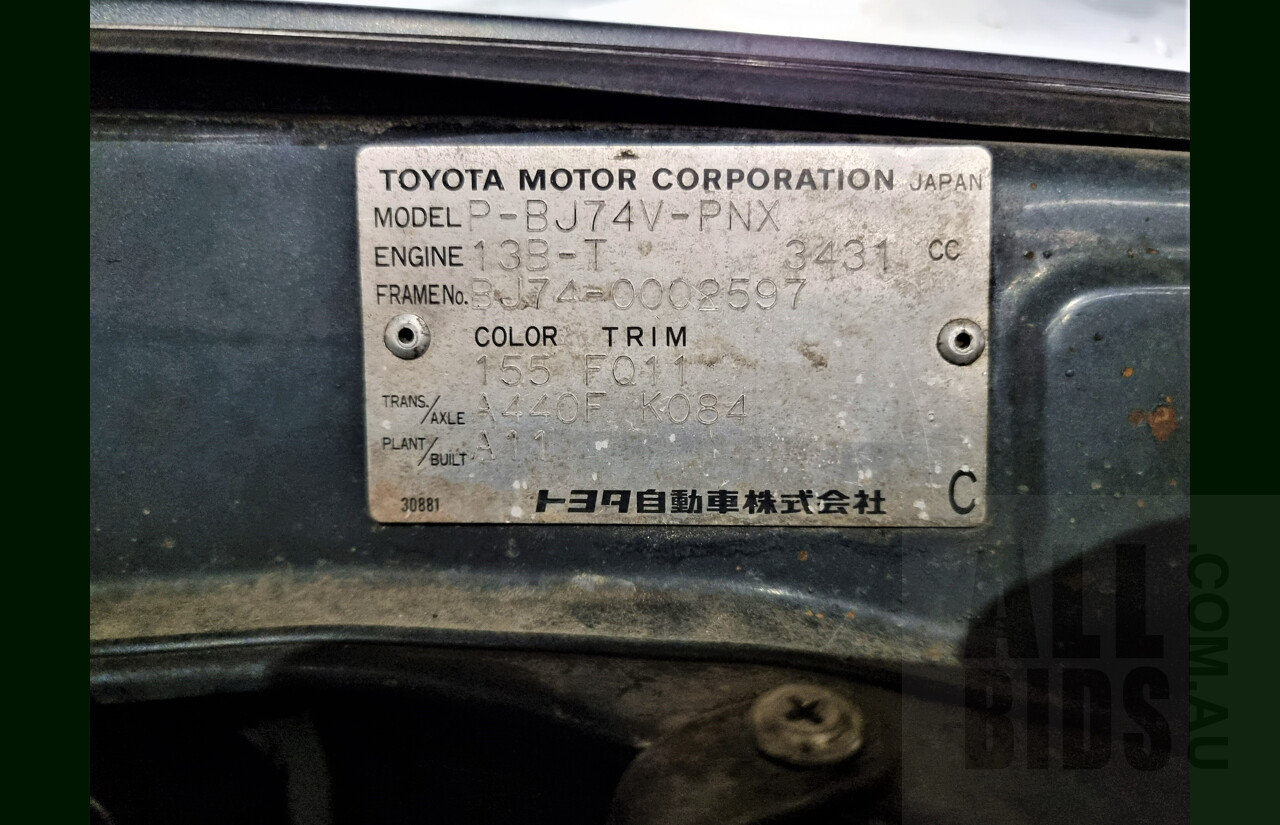 TOYOTA MOTOR CORPORATION JAPAN
MODEL P-BJ74V-PNX
ENGINE 13B-T 3431 CC
FRAME No. BJ74-0002597
COLOR TRIM
155 FQ11
TRANS./AXLE A440F K084
PLANT/BUILT A11
30881 トヨタ自動車株式会社 C
ALL
BIDS
.COM.AU